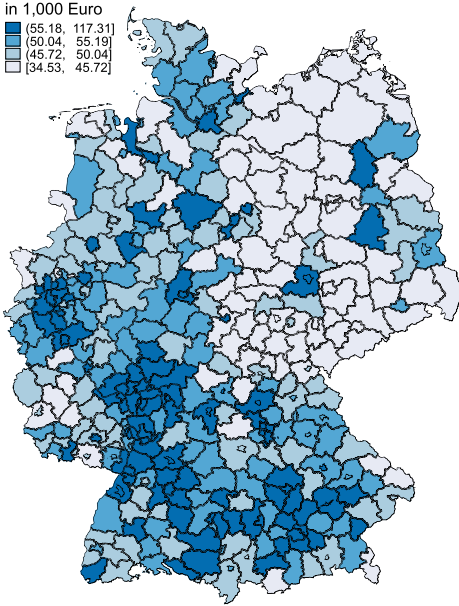 in 1,000 Euro
(55.18, 117.31]
(50.04, 55.19]
(45.72, 50.04]
[34.53, 45.72]